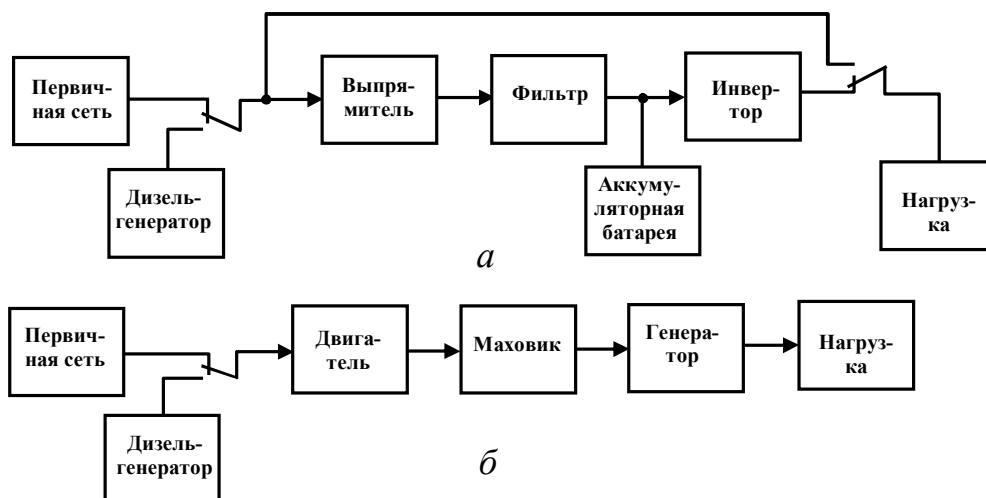 Первич-
ная сеть
Выпря-
митель
Фильтр
Инвер-
тор
Дизель-
генератор
Аккуму-
ляторная
батарея
Нагруз-
ка
а
Первич-
ная сеть
Двига-
тель
Маховик
Генера-
тор
Нагруз-
ка
Дизель-
генератор
б